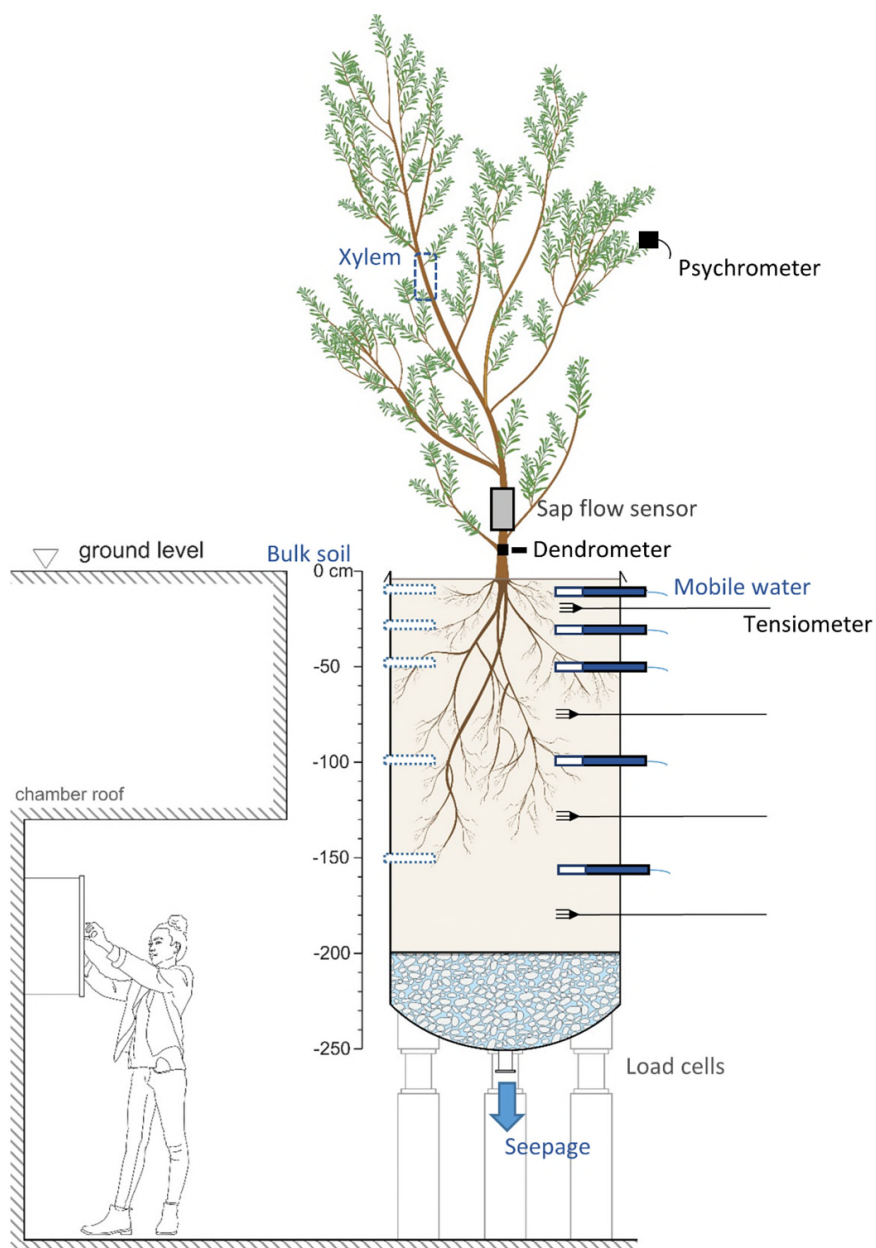 Xylem
Psychrometer
Sap flow sensor
ground level
Bulk soil
Dendrometer
0 cm
Mobile water
Tensiometer
-50
-100
chamber roof
-150
-200
-250
Load cells
Seepage